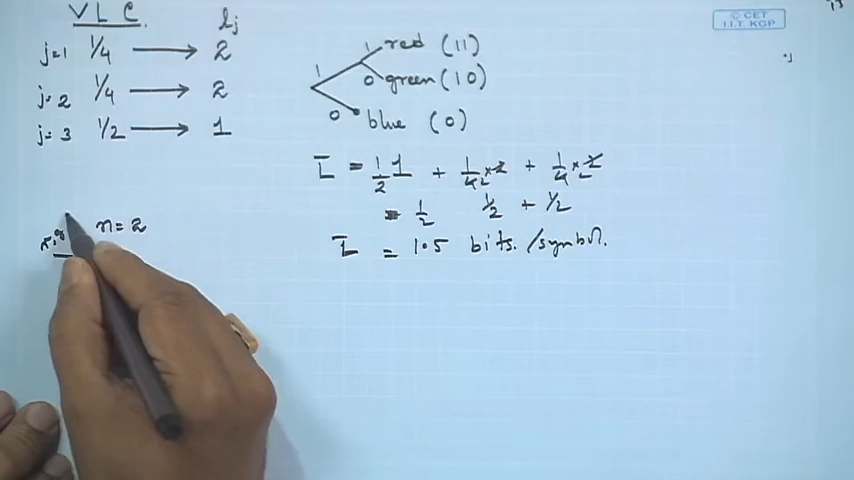 VLC.
lj
j=1 1/4 → 2
j=2 1/4 → 2
j=3 1/2 → 1
1 1 red (11)
0 green (10)
0 blue (0)
L̅ = 1/2 1 + 1/4 × 2 + 1/4 × 2
= 1/2 1/2 + 1/2
L̅ = 1.5 bits. /symbol.
n=2
© CET
I.I.T. KGP